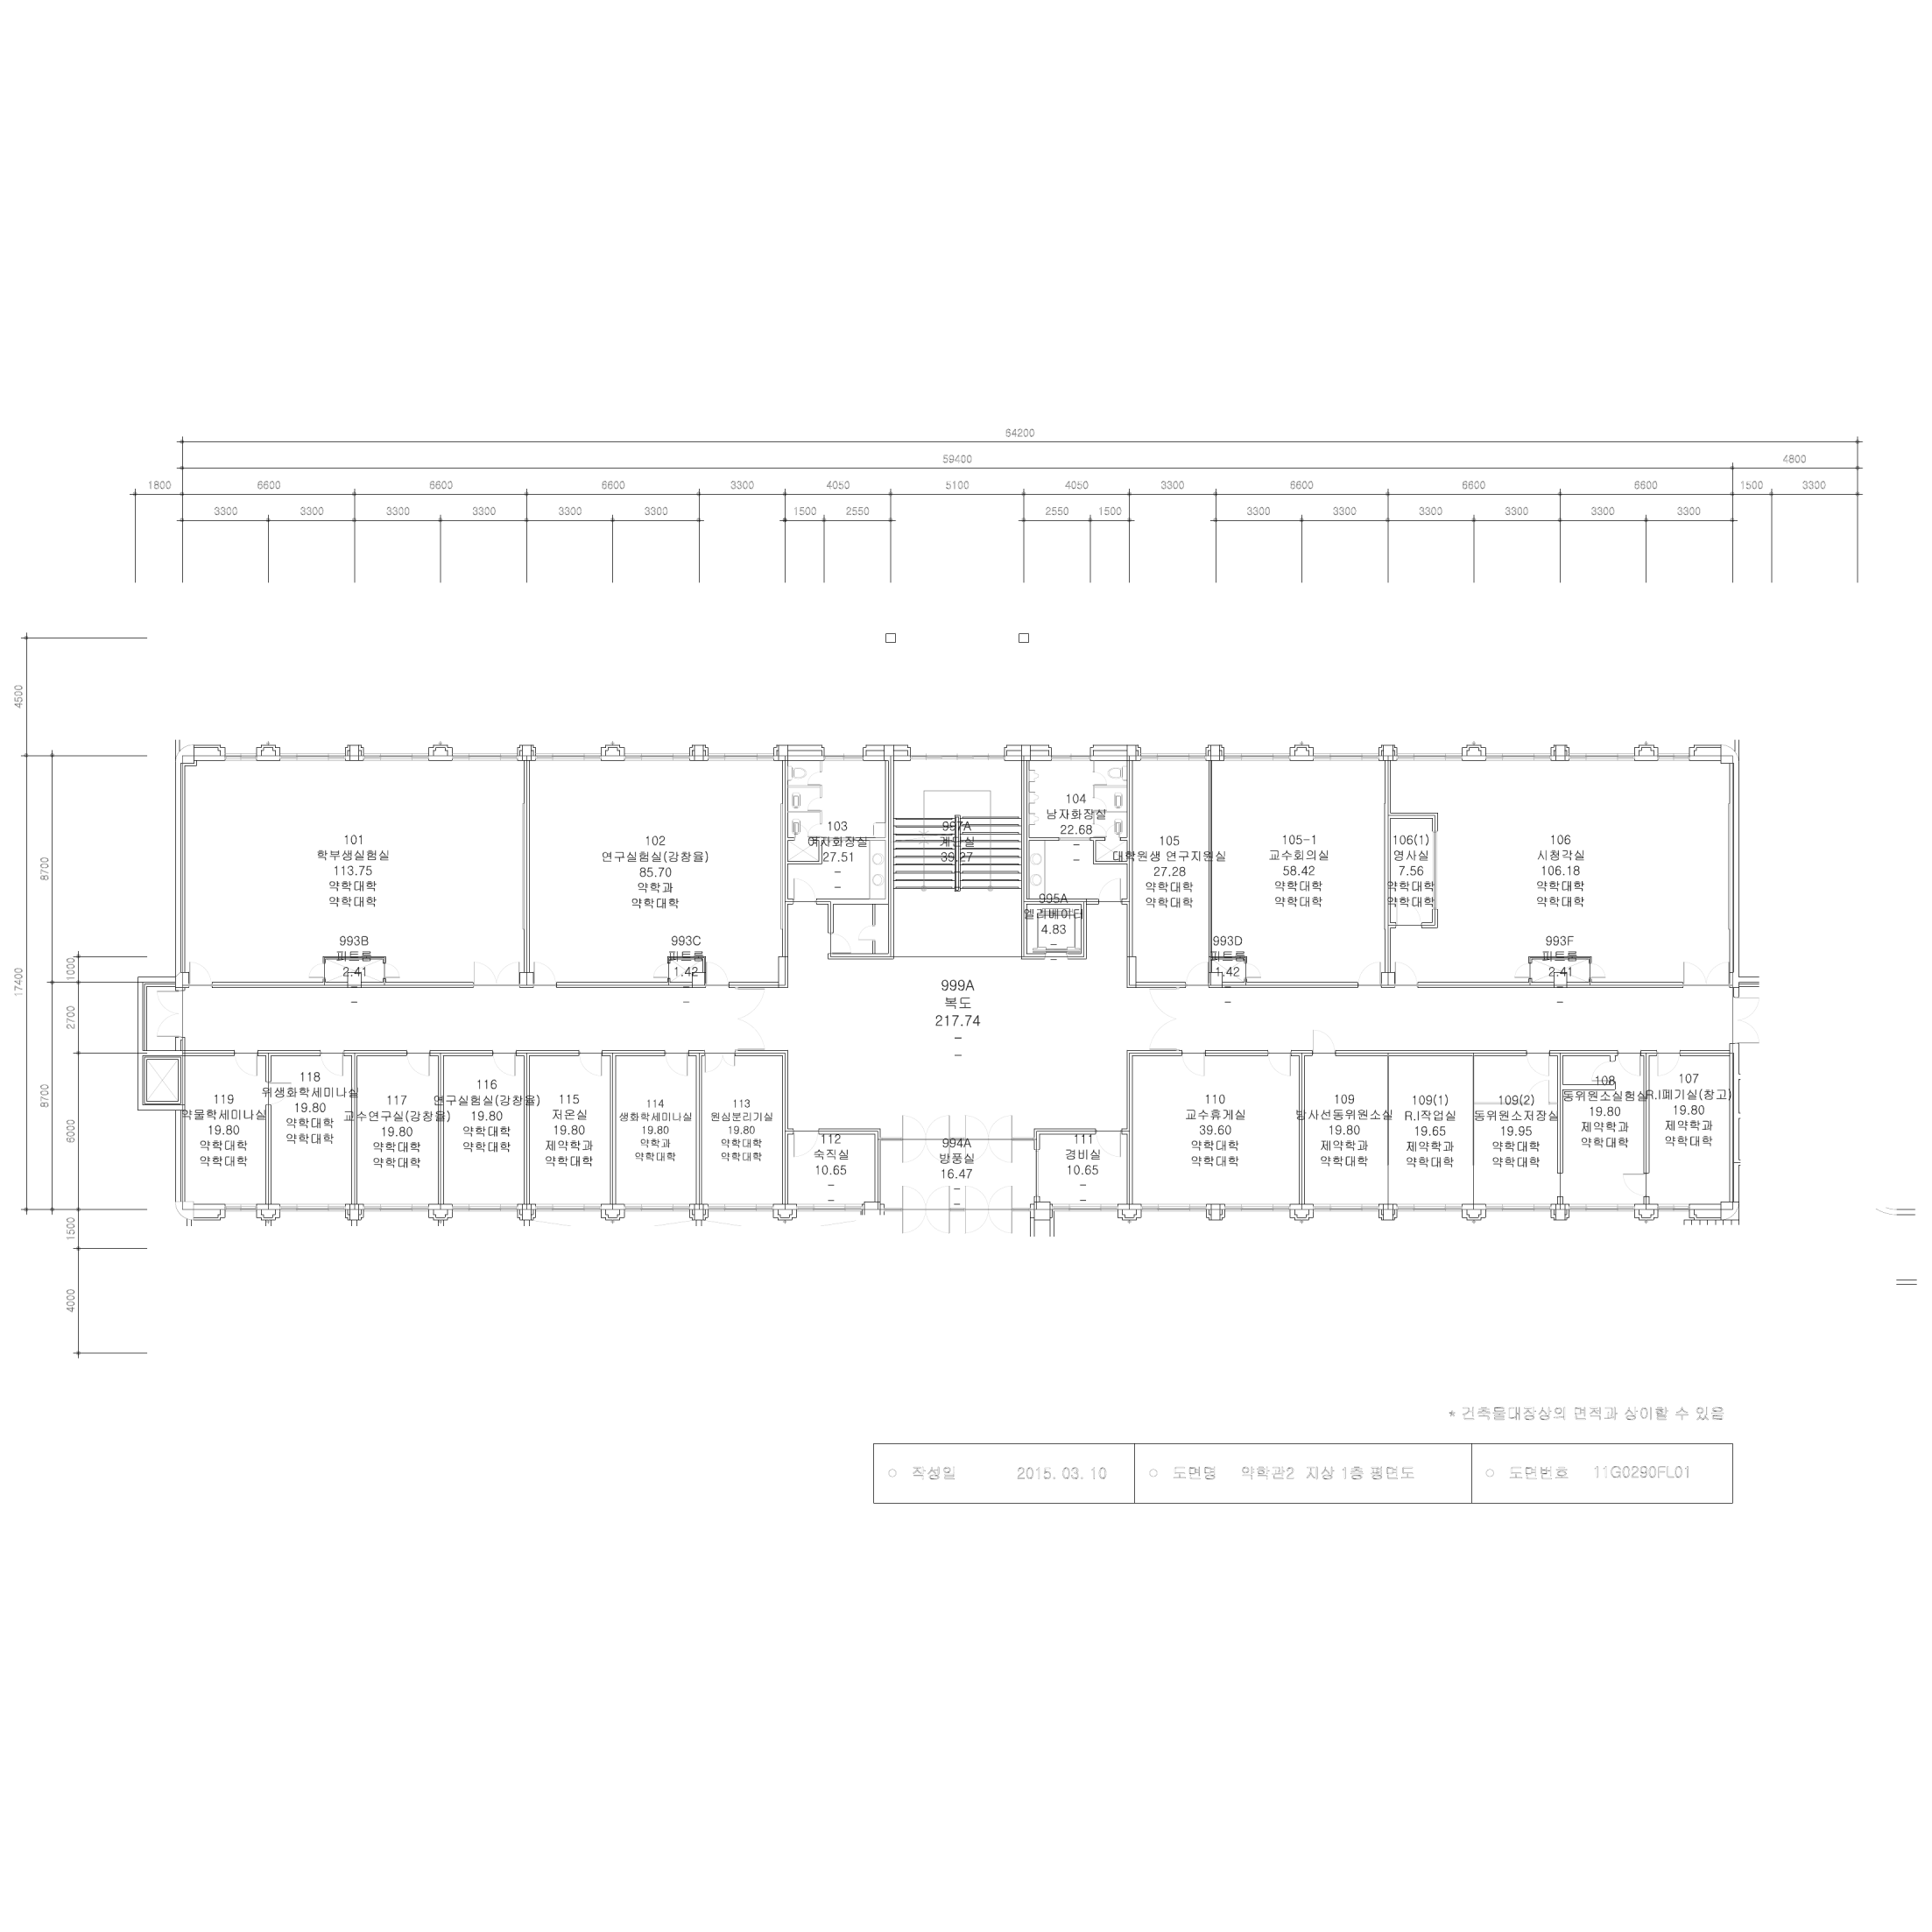 64200
59400
4800
1800
6600
6600
6600
3300
4050
5100
4050
3300
6600
6600
6600
1500
3300
3300
3300
3300
3300
3300
3300
1500
2550
2550
1500
3300
3300
3300
3300
3300
3300
4500
17400
8700
1000
2700
8700
6000
1500
4000
101
학부생실험실
113.75
약학대학
약학대학
102
연구실험실(강창율)
85.70
약학과
약학대학
103
여자화장실
27.51
-
-
997A
계단실
39.27
104
남자화장실
22.68
-
-
995A
엘리베이터
4.83
-
-
105
대학원생 연구지원실
27.28
약학대학
약학대학
105-1
교수회의실
58.42
약학대학
약학대학
106(1)
영사실
7.56
약학대학
약학대학
106
시청각실
106.18
약학대학
약학대학
993B
피트룸
2.41
-
-
993C
피트룸
1.42
-
-
993D
피트룸
1.42
-
-
993F
피트룸
2.41
-
-
999A
복도
217.74
-
-
119
약물학세미나실
19.80
약학대학
약학대학
118
위생화학세미나실
19.80
약학대학
약학대학
117
교수연구실(강창율)
19.80
약학대학
약학대학
116
연구실험실(강창율)
19.80
약학대학
약학대학
115
저온실
19.80
제약학과
약학대학
114
생화학세미나실
19.80
약학과
약학대학
113
원심분리기실
19.80
약학대학
약학대학
112
숙직실
10.65
-
-
994A
방풍실
16.47
-
-
111
경비실
10.65
-
-
110
교수휴게실
39.60
약학대학
약학대학
109
방사선동위원소실
19.80
제약학과
약학대학
109(1)
R.I작업실
19.65
제약학과
약학대학
109(2)
동위원소저장실
19.95
약학대학
약학대학
108
동위원소실험실
19.80
제약학과
약학대학
107
R.I폐기실(창고)
19.80
제약학과
약학대학
* 건축물대장상의 면적과 상이할 수 있음
○ 작성일 2015. 03. 10
○ 도면명 약학관2 지상 1층 평면도
○ 도면번호 11G0290FL01